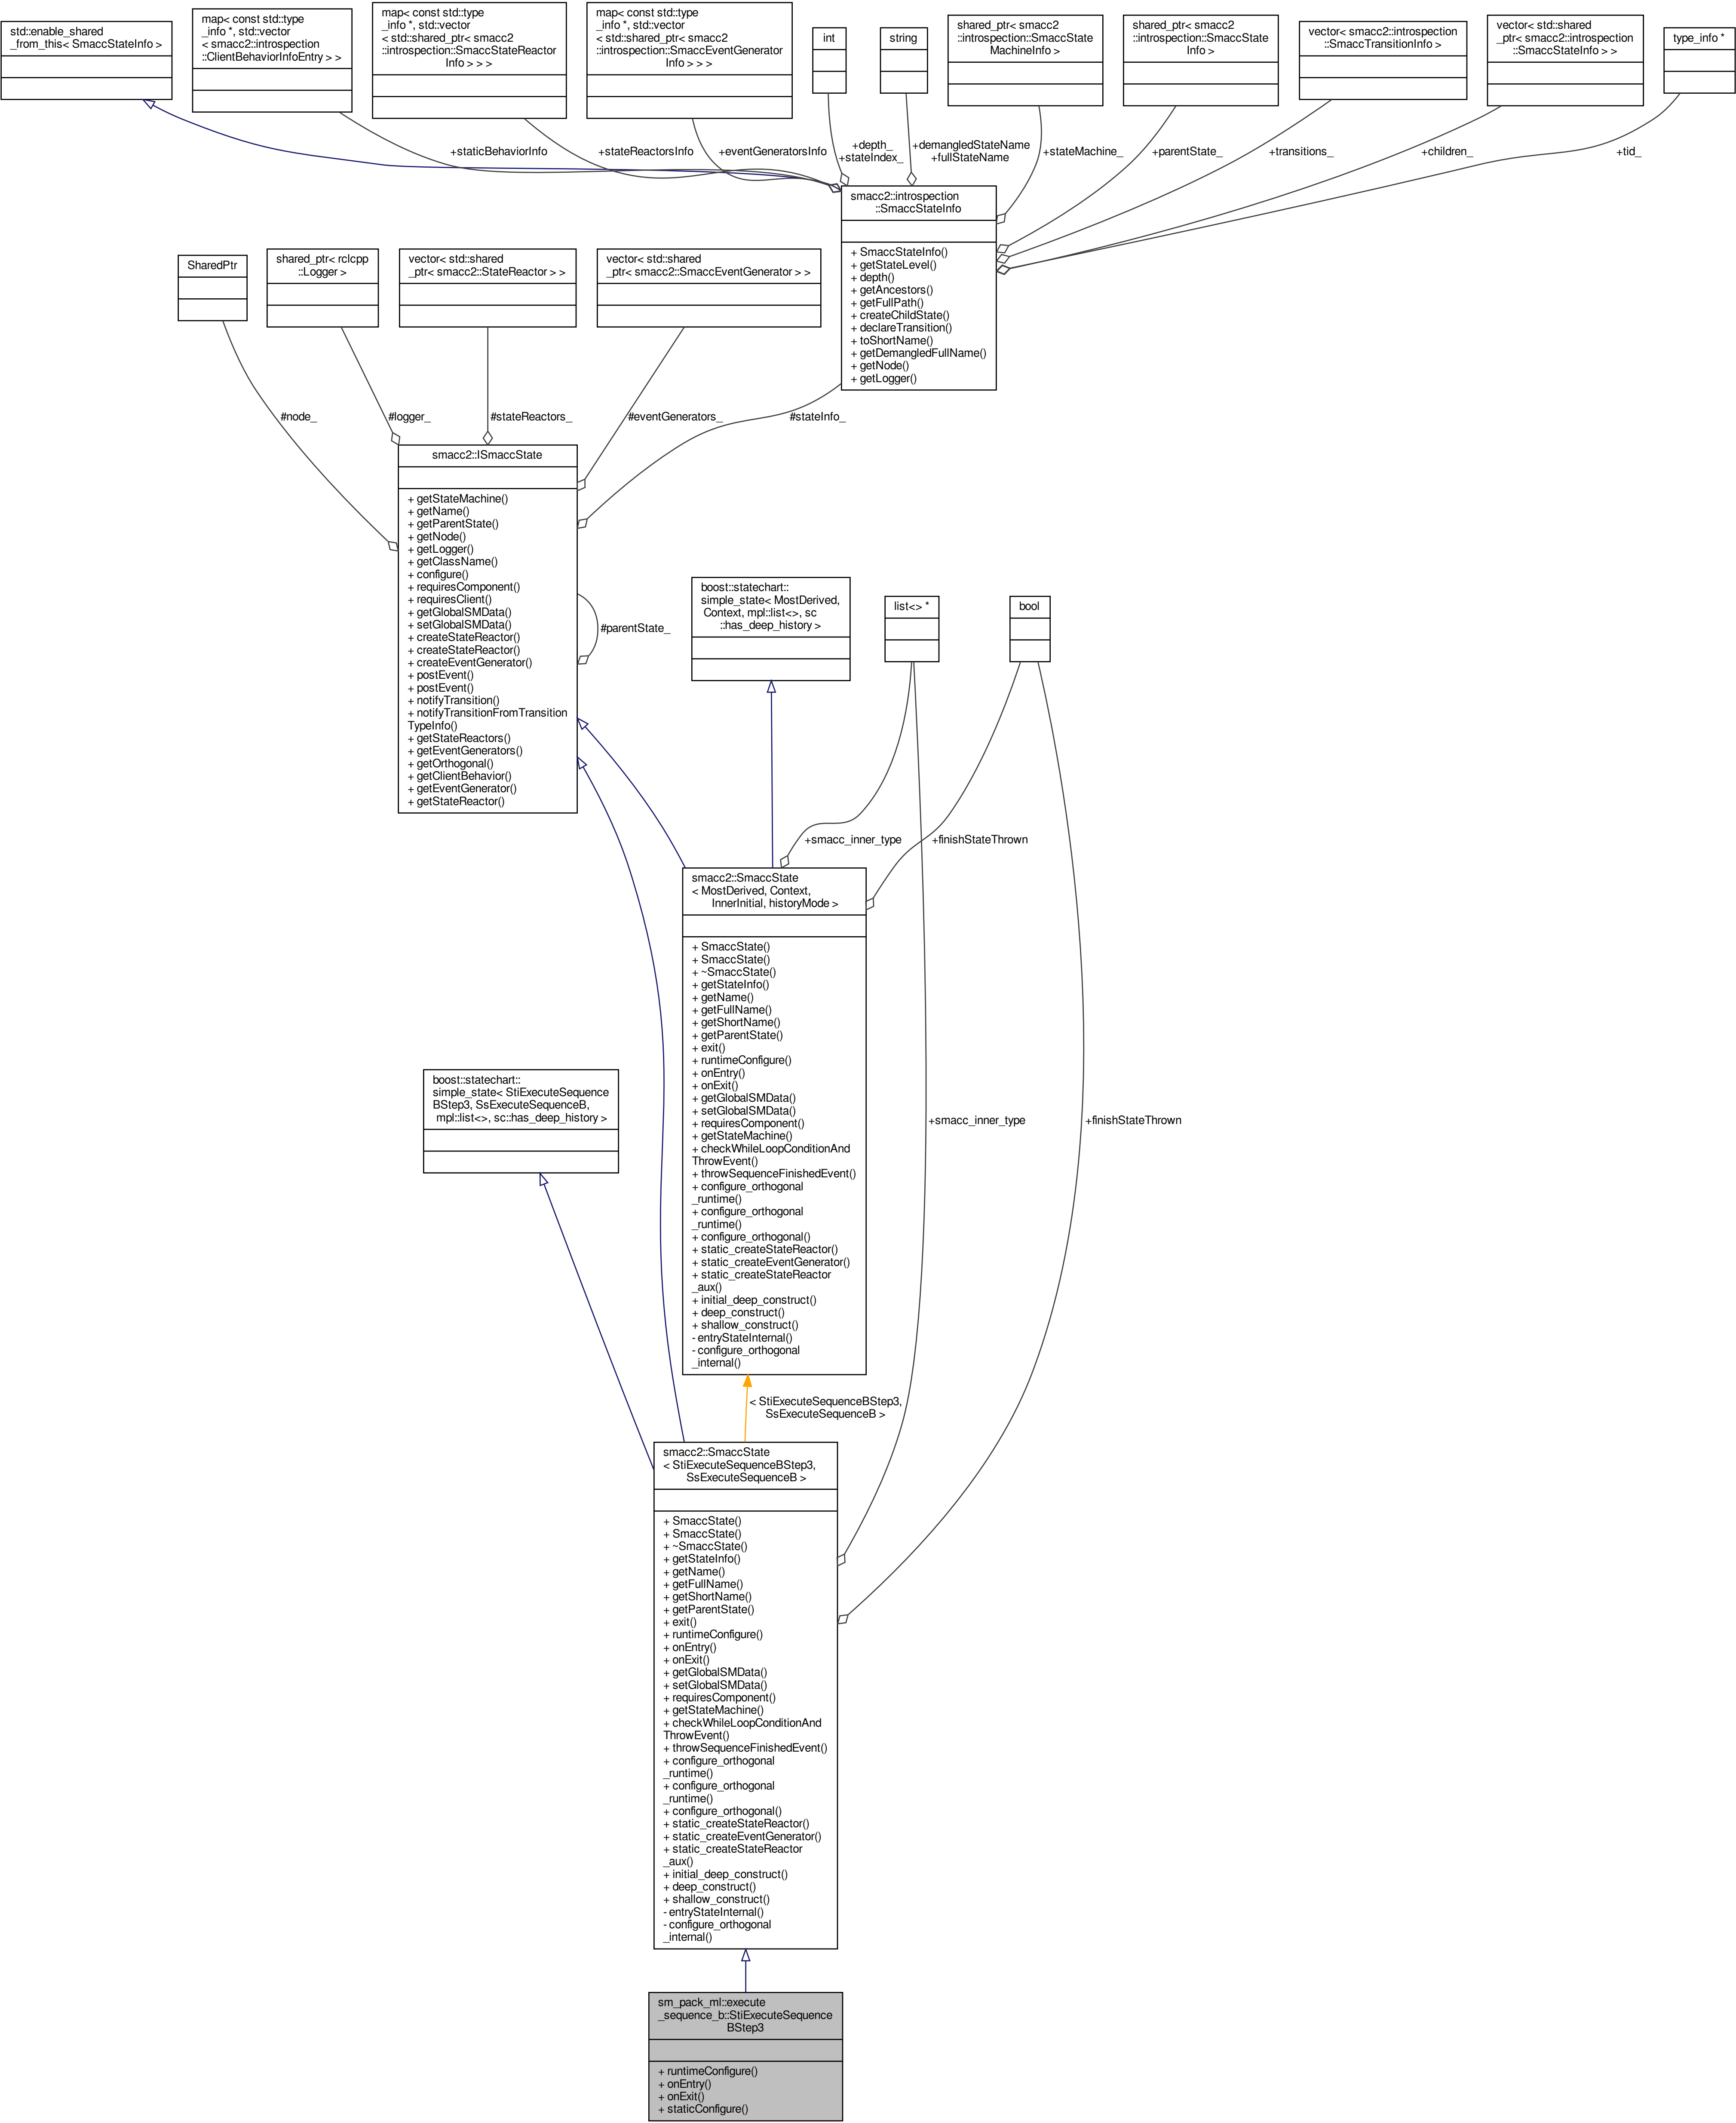 std::enable_shared
_from_this< SmaccStateInfo >
map< const std::type
_info *, std::vector
< smacc2::introspection
::ClientBehaviorInfoEntry > >
map< const std::type
_info *, std::vector
< std::shared_ptr< smacc2
::introspection::SmaccStateReactor
Info > > >
map< const std::type
_info *, std::vector
< std::shared_ptr< smacc2
::introspection::SmaccEventGenerator
Info > > >
int
string
shared_ptr< smacc2
::introspection::SmaccState
MachineInfo >
shared_ptr< smacc2
::introspection::SmaccState
Info >
vector< smacc2::introspection
::SmaccTransitionInfo >
vector< std::shared
_ptr< smacc2::introspection
::SmaccStateInfo > >
type_info *
+staticBehaviorInfo
+stateReactorsInfo
+eventGeneratorsInfo
+depth_
+stateIndex_
+demangledStateName
+fullStateName
+stateMachine_
+parentState_
+transitions_
+children_
+tid_
smacc2::introspection
::SmaccStateInfo
+ SmaccStateInfo()
+ getStateLevel()
+ depth()
+ getAncestors()
+ getFullPath()
+ createChildState()
+ declareTransition()
+ toShortName()
+ getDemangledFullName()
+ getNode()
+ getLogger()
SharedPtr
shared_ptr< rclcpp
::Logger >
vector< std::shared
_ptr< smacc2::StateReactor > >
vector< std::shared
_ptr< smacc2::SmaccEventGenerator > >
#node_
#logger_
#stateReactors_
#eventGenerators_
#stateInfo_
smacc2::ISmaccState
+ getStateMachine()
+ getName()
+ getParentState()
+ getNode()
+ getLogger()
+ getClassName()
+ configure()
+ requiresComponent()
+ requiresClient()
+ getGlobalSMData()
+ setGlobalSMData()
+ createStateReactor()
+ createStateReactor()
+ createEventGenerator()
+ postEvent()
+ postEvent()
+ notifyTransition()
+ notifyTransitionFromTransition
TypeInfo()
+ getStateReactors()
+ getEventGenerators()
+ getOrthogonal()
+ getClientBehavior()
+ getEventGenerator()
+ getStateReactor()
#parentState_
boost::statechart::
simple_state< MostDerived,
Context, mpl::list<>, sc
::has_deep_history >
list<> *
bool
+smacc_inner_type
+finishStateThrown
smacc2::SmaccState
< MostDerived, Context,
InnerInitial, historyMode >
+ SmaccState()
+ SmaccState()
+ ~SmaccState()
+ getStateInfo()
+ getName()
+ getFullName()
+ getShortName()
+ getParentState()
+ exit()
+ runtimeConfigure()
+ onEntry()
+ onExit()
+ getGlobalSMData()
+ setGlobalSMData()
+ requiresComponent()
+ getStateMachine()
+ checkWhileLoopConditionAnd
ThrowEvent()
+ throwSequenceFinishedEvent()
+ configure_orthogonal
_runtime()
+ configure_orthogonal
_runtime()
+ configure_orthogonal()
+ static_createStateReactor()
+ static_createEventGenerator()
+ static_createStateReactor
_aux()
+ initial_deep_construct()
+ deep_construct()
+ shallow_construct()
- entryStateInternal()
- configure_orthogonal
_internal()
boost::statechart::
simple_state< StiExecuteSequence
BStep3, SsExecuteSequenceB,
mpl::list<>, sc::has_deep_history >
+smacc_inner_type
+finishStateThrown
< StiExecuteSequenceBStep3,
SsExecuteSequenceB >
smacc2::SmaccState
< StiExecuteSequenceBStep3,
SsExecuteSequenceB >
+ SmaccState()
+ SmaccState()
+ ~SmaccState()
+ getStateInfo()
+ getName()
+ getFullName()
+ getShortName()
+ getParentState()
+ exit()
+ runtimeConfigure()
+ onEntry()
+ onExit()
+ getGlobalSMData()
+ setGlobalSMData()
+ requiresComponent()
+ getStateMachine()
+ checkWhileLoopConditionAnd
ThrowEvent()
+ throwSequenceFinishedEvent()
+ configure_orthogonal
_runtime()
+ configure_orthogonal
_runtime()
+ configure_orthogonal()
+ static_createStateReactor()
+ static_createEventGenerator()
+ static_createStateReactor
_aux()
+ initial_deep_construct()
+ deep_construct()
+ shallow_construct()
- entryStateInternal()
- configure_orthogonal
_internal()
sm_pack_ml::execute
_sequence_b::StiExecuteSequence
BStep3
+ runtimeConfigure()
+ onEntry()
+ onExit()
+ staticConfigure()